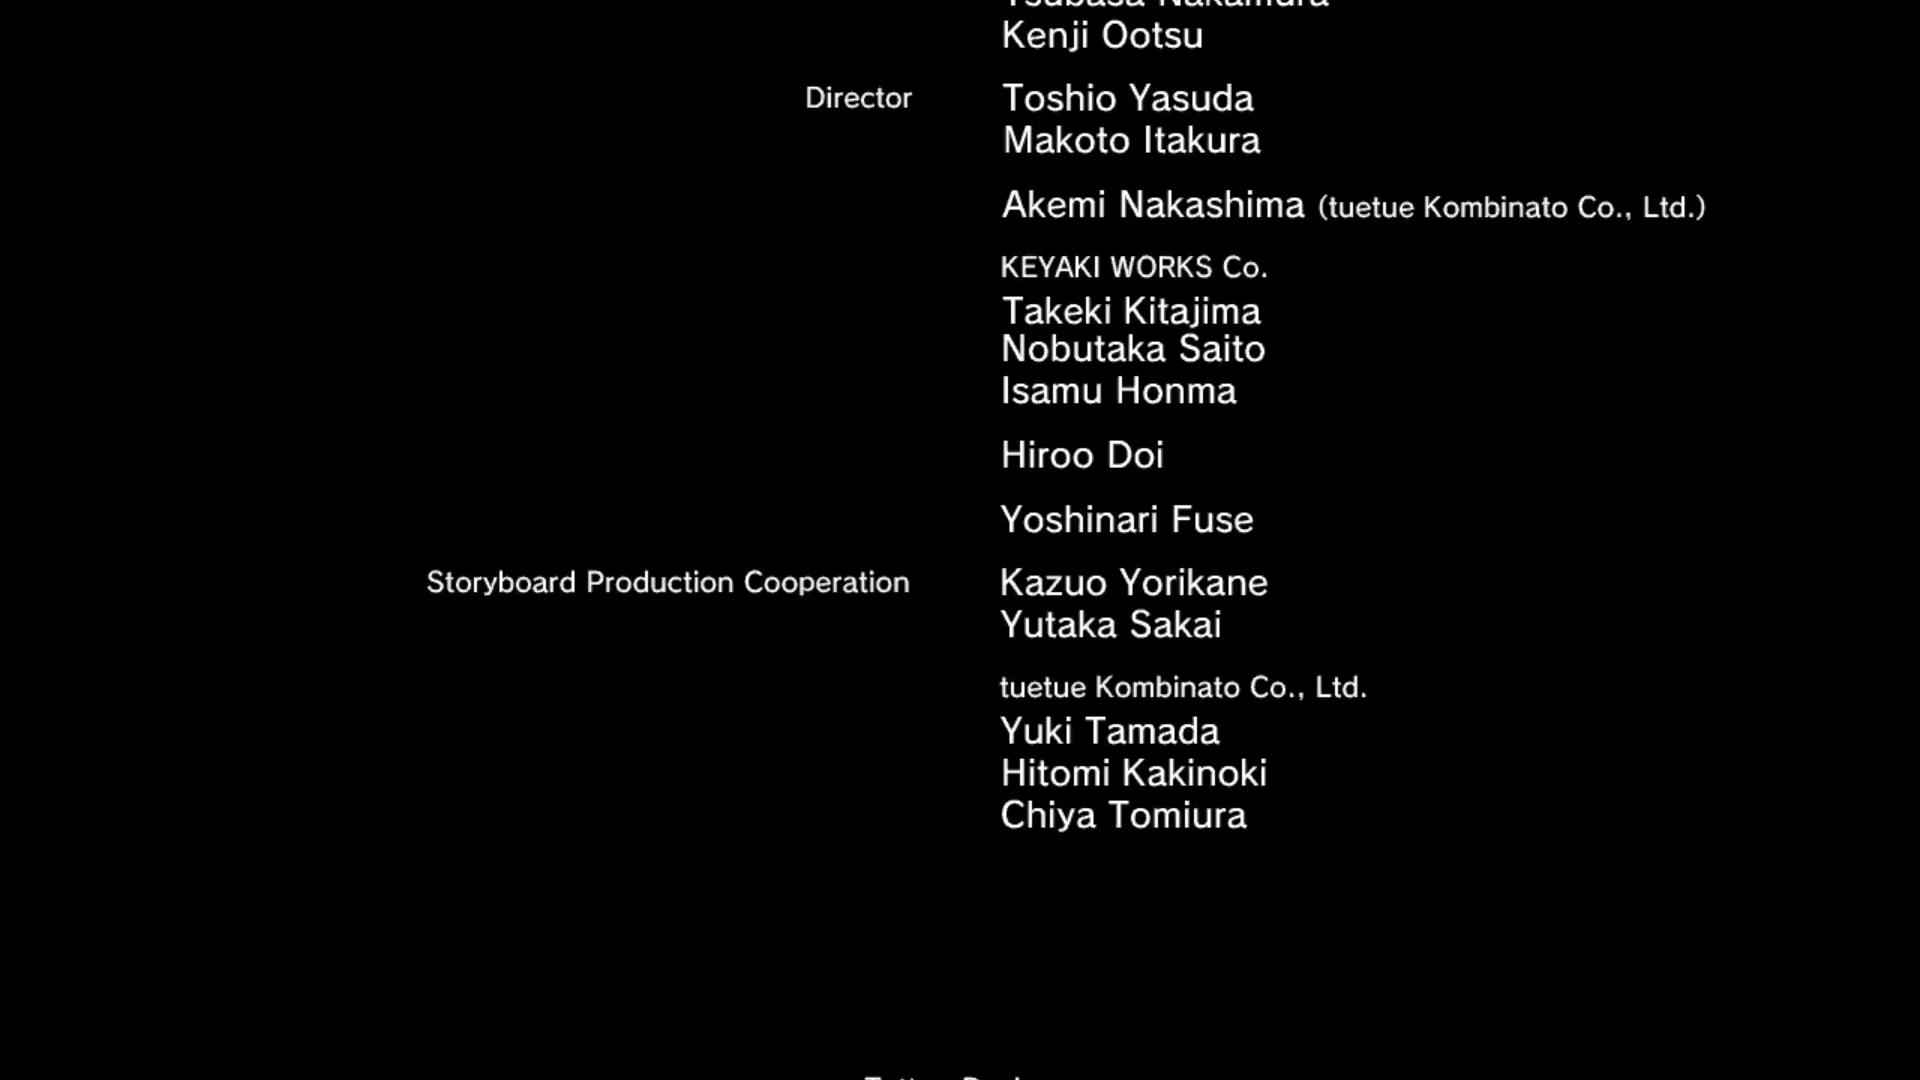 Tsubasa Nakamura
Kenji Ootsu
Director Toshio Yasuda
Makoto Itakura
Akemi Nakashima (tuetue Kombinato Co., Ltd.)
KEYAKI WORKS Co.
Takeki Kitajima
Nobutaka Saito
Isamu Honma
Hiroo Doi
Yoshinari Fuse
Storyboard Production Cooperation Kazuo Yorikane
Yutaka Sakai
tuetue Kombinato Co., Ltd.
Yuki Tamada
Hitomi Kakinoki
Chiya Tomiura